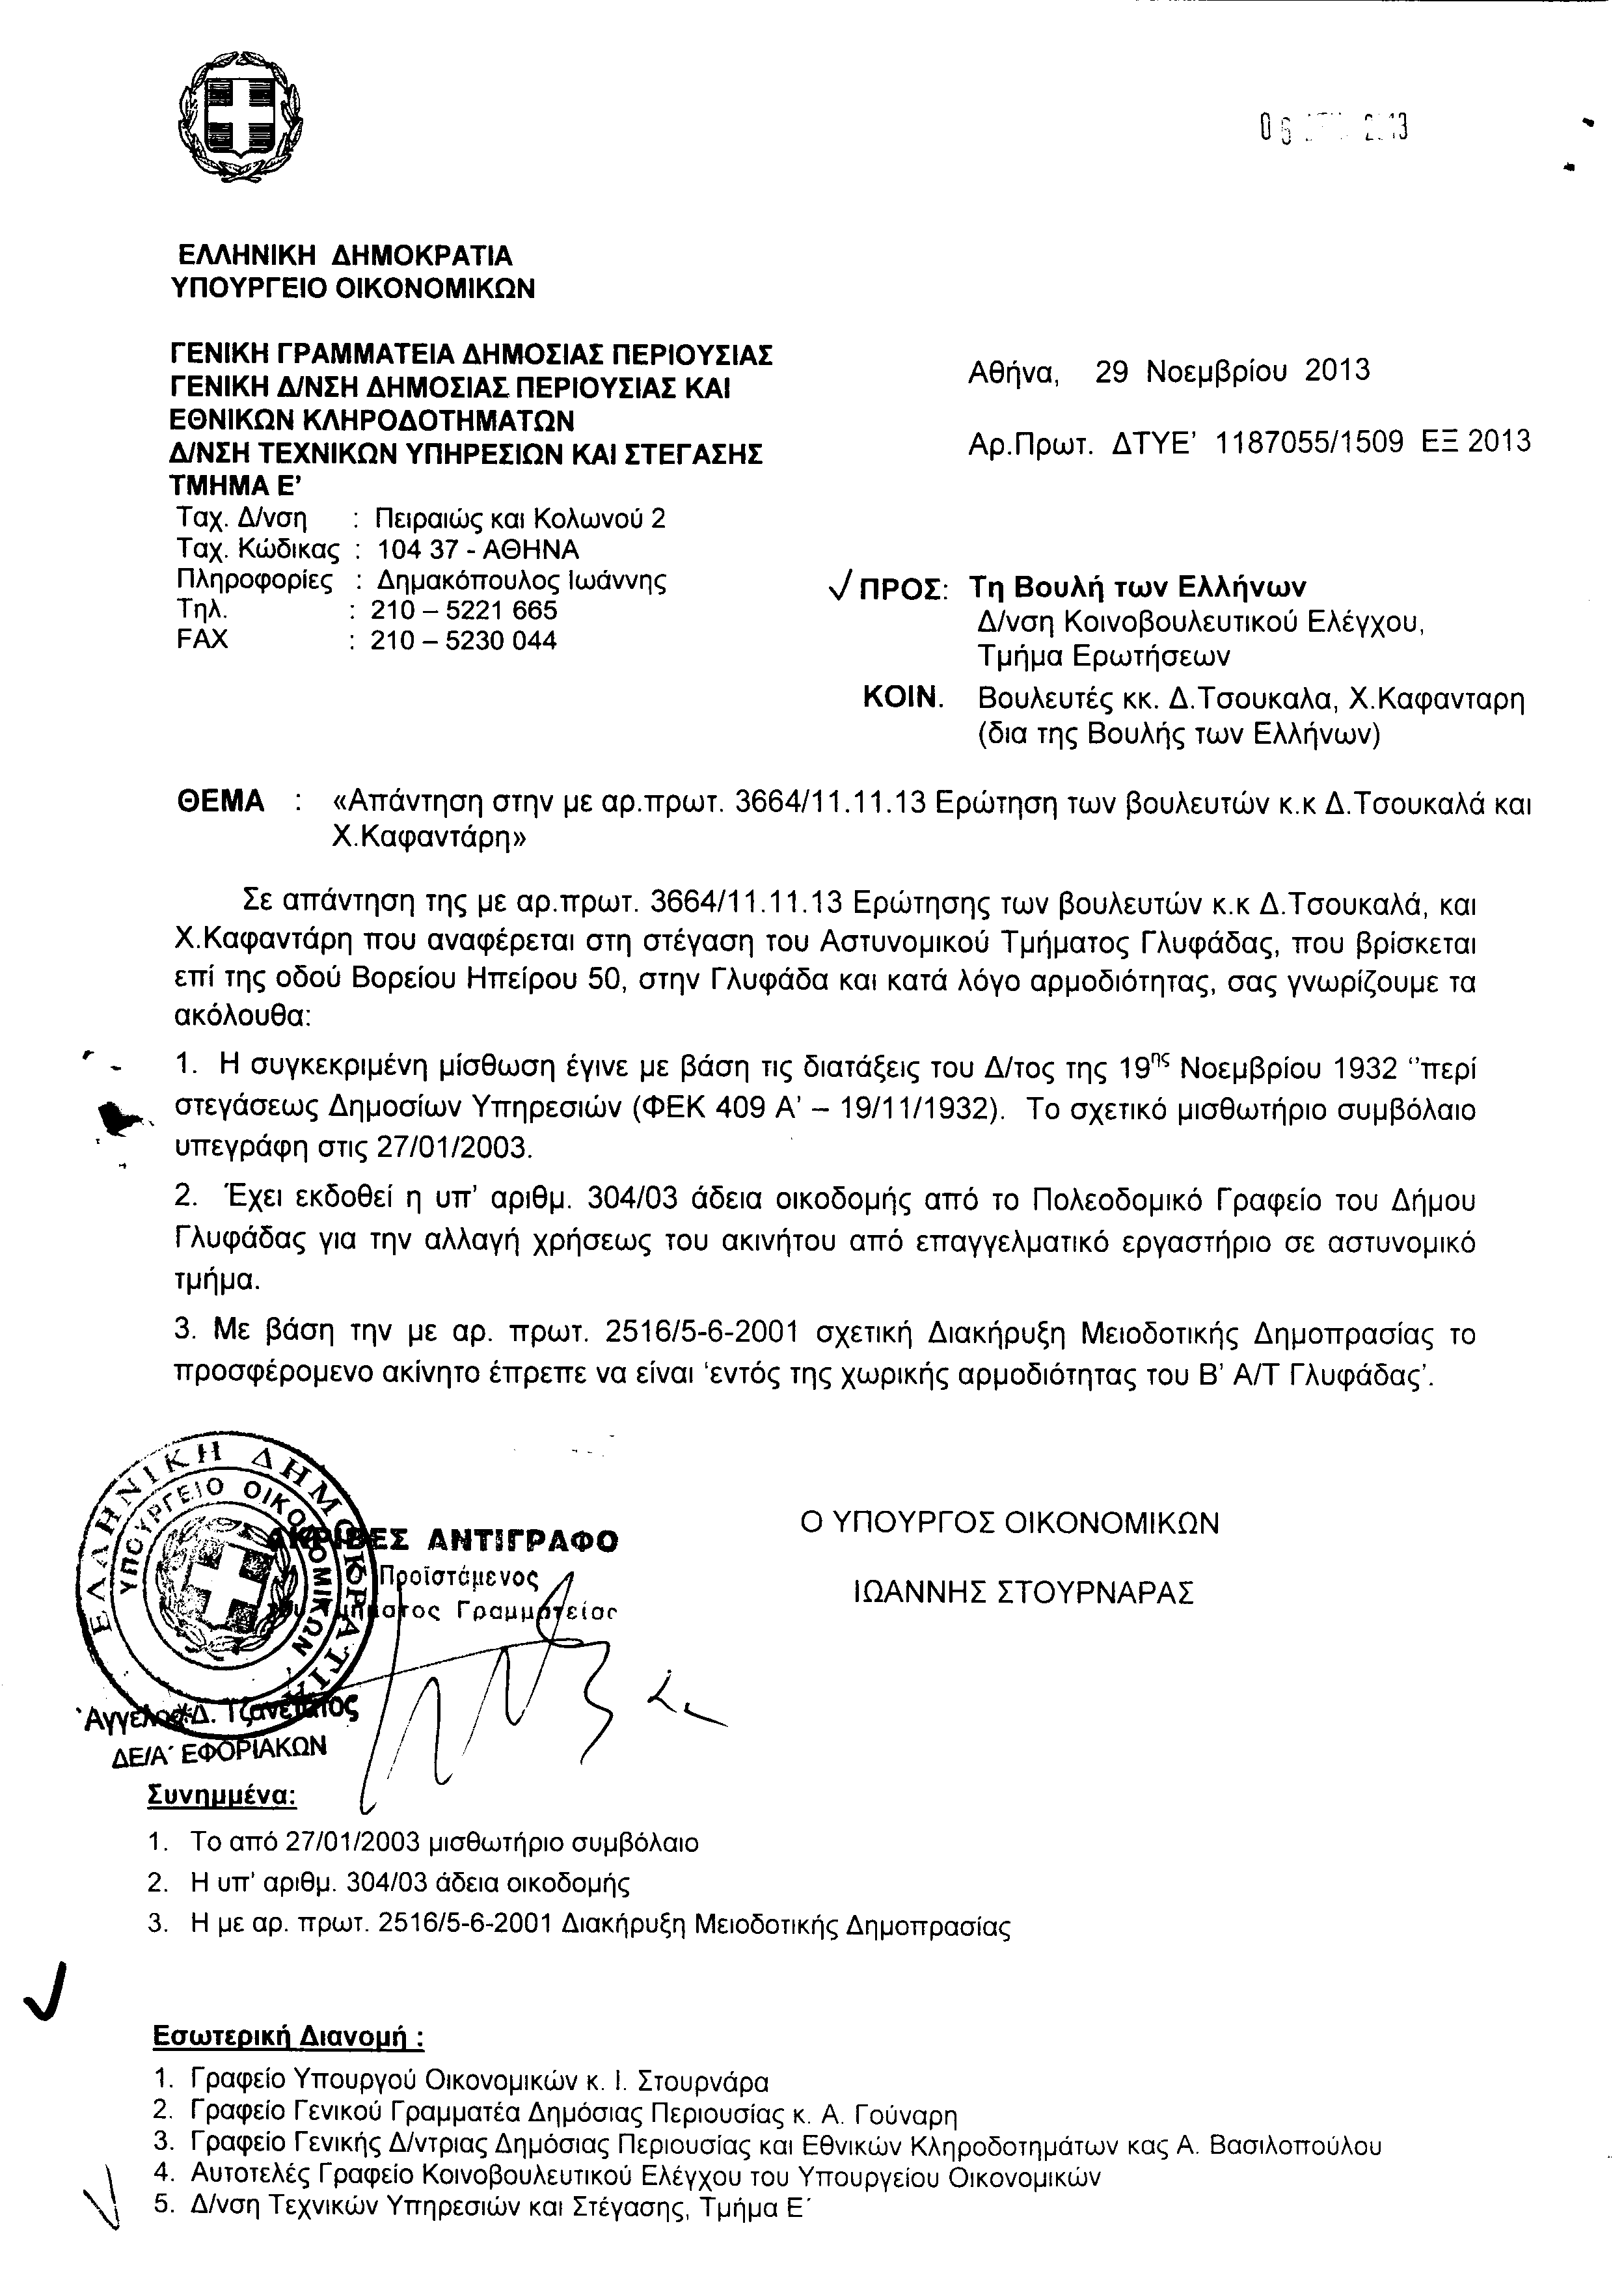 ΕΛΛΗΝΙΚΗ ΔΗΜΟΚΡΑΤΙΑ
ΥΠΟΥΡΓΕΙΟ ΟΙΚΟΝΟΜΙΚΩΝ
ΓΕΝΙΚΗ ΓΡΑΜΜΑΤΕΙΑ ΔΗΜΟΣΙΑΣ ΠΕΡΙΟΥΣΙΑΣ
ΓΕΝΙΚΗ Δ/ΝΣΗ ΔΗΜΟΣΙΑΣ ΠΕΡΙΟΥΣΙΑΣ ΚΑΙ
ΕΘΝΙΚΩΝ ΚΛΗΡΟΔΟΤΗΜΑΤΩΝ
Δ/ΝΣΗ ΤΕΧΝΙΚΩΝ ΥΠΗΡΕΣΙΩΝ ΚΑΙ ΣΤΕΓΑΣΗΣ
ΤΜΗΜΑ Ε'
Ταχ. Δ/νση : Πειραιώς και Κολωνού 2
Ταχ. Κώδικας : 104 37 - ΑΘΗΝΑ
Πληροφορίες : Δημακόπουλος Ιωάννης
Τηλ. : 210 – 5221 665
FAX : 210 – 5230 044
Αθήνα, 29 Νοεμβρίου 2013
Αρ.Πρωτ. ΔΤΥΕ' 1187055/1509 ΕΞ 2013
ΠΡΟΣ: Τη Βουλή των Ελλήνων
Δ/νση Κοινοβουλευτικού Ελέγχου,
Τμήμα Ερωτήσεων
ΚΟΙΝ. Βουλευτές κκ. Δ.Τσουκαλα, Χ.Καφανταρη
(δια της Βουλής των Ελλήνων)
ΘΕΜΑ : «Απάντηση στην με αρ.πρωτ. 3664/11.11.13 Ερώτηση των βουλευτών κ.κ Δ.Τσουκαλά και
Χ.Καφαντάρη»
Σε απάντηση της με αρ.πρωτ. 3664/11.11.13 Ερώτησης των βουλευτών κ.κ Δ.Τσουκαλά, και
Χ.Καφαντάρη που αναφέρεται στη στέγαση του Αστυνομικού Τμήματος Γλυφάδας, που βρίσκεται
επί της οδού Βορείου Ηπείρου 50, στην Γλυφάδα και κατά λόγο αρμοδιότητας, σας γνωρίζουμε τα
ακόλουθα:
1. Η συγκεκριμένη μίσθωση έγινε με βάση τις διατάξεις του Δ/τος της 19ης Νοεμβρίου 1932 ‘'περί
στεγάσεως Δημοσίων Υπηρεσιών (ΦΕΚ 409 Α' – 19/11/1932). Το σχετικό μισθωτήριο συμβόλαιο
υπεγράφη στις 27/01/2003.
2. Έχει εκδοθεί η υπ' αριθμ. 304/03 άδεια οικοδομής από το Πολεοδομικό Γραφείο του Δήμου
Γλυφάδας για την αλλαγή χρήσεως του ακινήτου από επαγγελματικό εργαστήριο σε αστυνομικό
τμήμα.
3. Με βάση την με αρ. πρωτ. 2516/5-6-2001 σχετική Διακήρυξη Μειοδοτικής Δημοπρασίας το
προσφέρομενο ακίνητο έπρεπε να είναι ‘εντός της χωρικής αρμοδιότητας του Β' Α/Τ Γλυφάδας'.
ΕΛΛΗΝΙΚΗ ΔΗΜΟΚΡΑΤΙΑ
ΥΠΟΥΡΓΕΙΟ ΟΙΚΟΝΟΜΙΚΩΝ
ΑΚΡΙΒΕΣ ΑΝΤΙΓΡΑΦΟ
Προϊστάμενος
Τμήματος Γραμματείας
Άγγελος Δ. Τζανετάτος
ΔΕ/Α΄ ΕΦΟΡΙΑΚΩΝ
Ο ΥΠΟΥΡΓΟΣ ΟΙΚΟΝΟΜΙΚΩΝ
ΙΩΑΝΝΗΣ ΣΤΟΥΡΝΑΡΑΣ
Συνημμένα:
1. Το από 27/01/2003 μισθωτήριο συμβόλαιο
2. Η υπ' αριθμ. 304/03 άδεια οικοδομής
3. Η με αρ. πρωτ. 2516/5-6-2001 Διακήρυξη Μειοδοτικής Δημοπρασίας
Εσωτερική Διανομή :
1. Γραφείο Υπουργού Οικονομικών κ. Ι. Στουρνάρα
2. Γραφείο Γενικού Γραμματέα Δημόσιας Περιουσίας κ. Α. Γούναρη
3. Γραφείο Γενικής Δ/ντριας Δημόσιας Περιουσίας και Εθνικών Κληροδοτημάτων κας Α. Βασιλοπούλου
4. Αυτοτελές Γραφείο Κοινοβουλευτικού Ελέγχου του Υπουργείου Οικονομικών
5. Δ/νση Τεχνικών Υπηρεσιών και Στέγασης, Τμήμα Ε΄